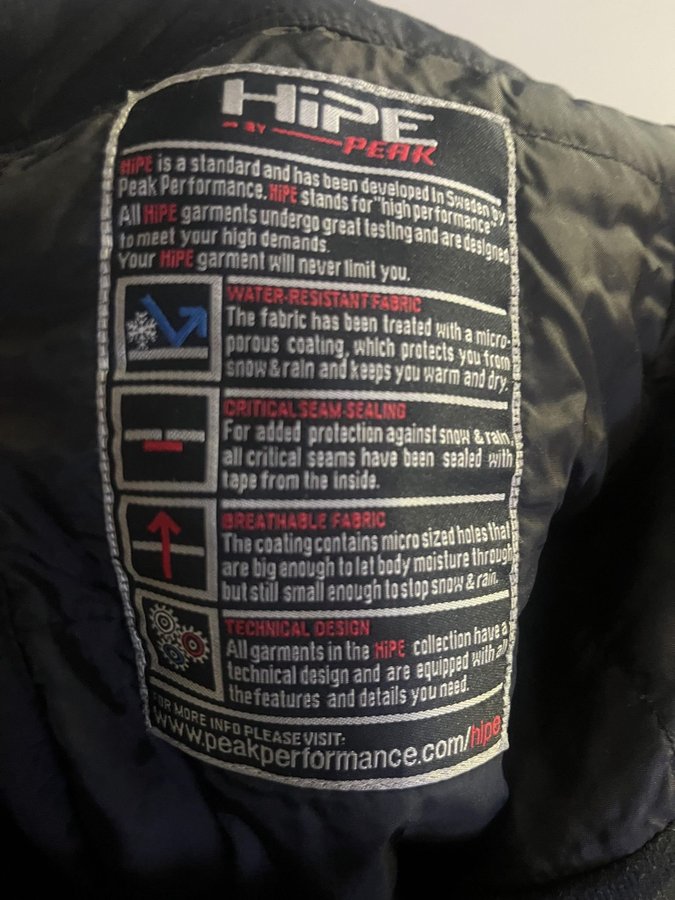 HiPE
BY PEAK
HiPE is a standard and has been developed in Sweden by
Peak Performance. HiPE stands for "high performance"
All HiPE garments undergo great testing and are designed
to meet your high demands.
Your HiPE garment will never limit you.
WATER-RESISTANT FABRIC
The fabric has been treated with a micro-
porous coating, which protects you from
snow & rain and keeps you warm and dry.
CRITICAL SEAM-SEALING
For added protection against snow & rain,
all critical seams have been sealed with
tape from the inside.
BREATHABLE FABRIC
The coating contains micro sized holes that
are big enough to let body moisture through
but still small enough to stop snow & rain.
TECHNICAL DESIGN
All garments in the HiPE collection have a
technical design and are equipped with all
the features and details you need.
FOR MORE INFO PLEASE VISIT:
www.peakperformance.com/hipe